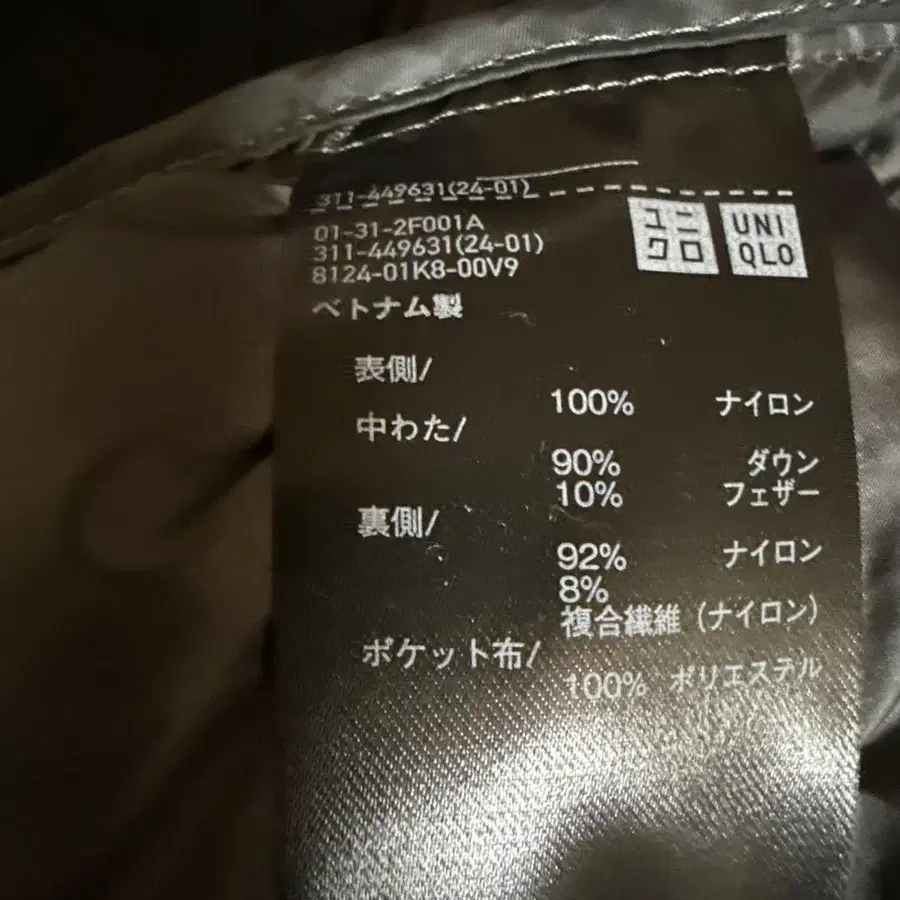 311-449631(24-01)
01-31-2F001A
311-449631(24-01)
8124-01K8-00V9
ユニ
クロ
UNI
QLO
ベトナム製
表側/
100% ナイロン
中わた/
90% ダウン
10% フェザー
裏側/
92% ナイロン
8%
複合繊維（ナイロン）
ポケット布/
100% ポリエステル